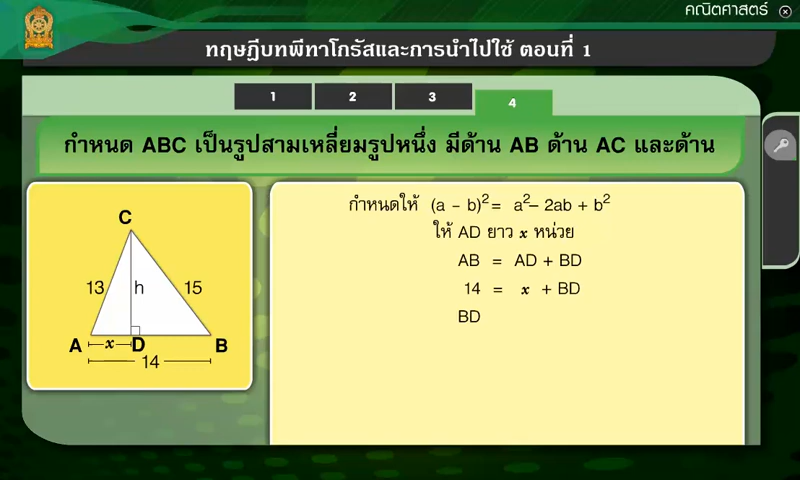 คณิตศาสตร์
ทฤษฎีบทพีทาโกรัสและการนำไปใช้ ตอนที่ 1
1 2 3 4
กำหนด ABC เป็นรูปสามเหลี่ยมรูปหนึ่ง มีด้าน AB ด้าน AC และด้าน
กำหนดให้ (a - b)²= a²– 2ab + b²
ให้ AD ยาว x หน่วย
AB = AD + BD
14 = x + BD
BD
C
13 h 15
A x D B
14